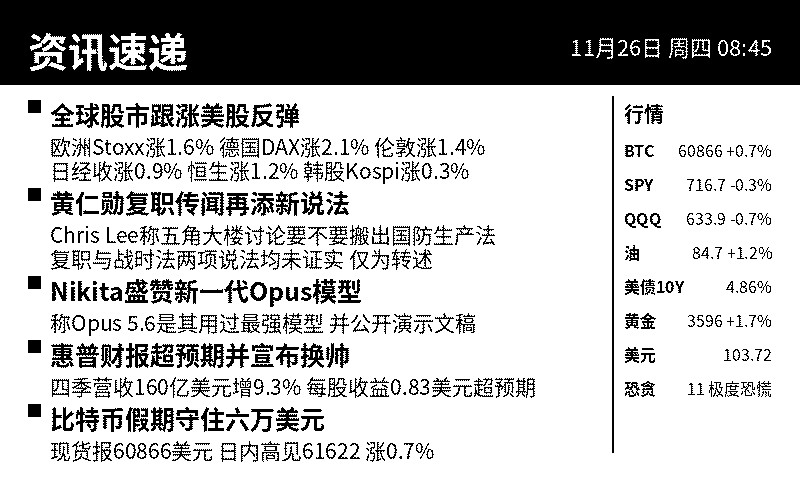 资讯速递
11月26日 周四 08:45
全球股市跟涨美股反弹
欧洲Stoxx涨1.6% 德国DAX涨2.1% 伦敦涨1.4%
日经收涨0.9% 恒生涨1.2% 韩股Kospi涨0.3%
黄仁勋复职传闻再添新说法
Chris Lee称五角大楼讨论要不要搬出国防生产法
复职与战时法两项说法均未证实 仅为转述
Nikita盛赞新一代Opus模型
称Opus 5.6是其用过最强模型 并公开演示文稿
惠普财报超预期并宣布换帅
四季营收160亿美元增9.3% 每股收益0.83美元超预期
比特币假期守住六万美元
现货报60866美元 日内高见61622 涨0.7%
行情
BTC 60866 +0.7%
SPY 716.7 -0.3%
QQQ 633.9 -0.7%
油 84.7 +1.2%
美债10Y 4.86%
黄金 3596 +1.7%
美元 103.72
恐贪 11 极度恐慌